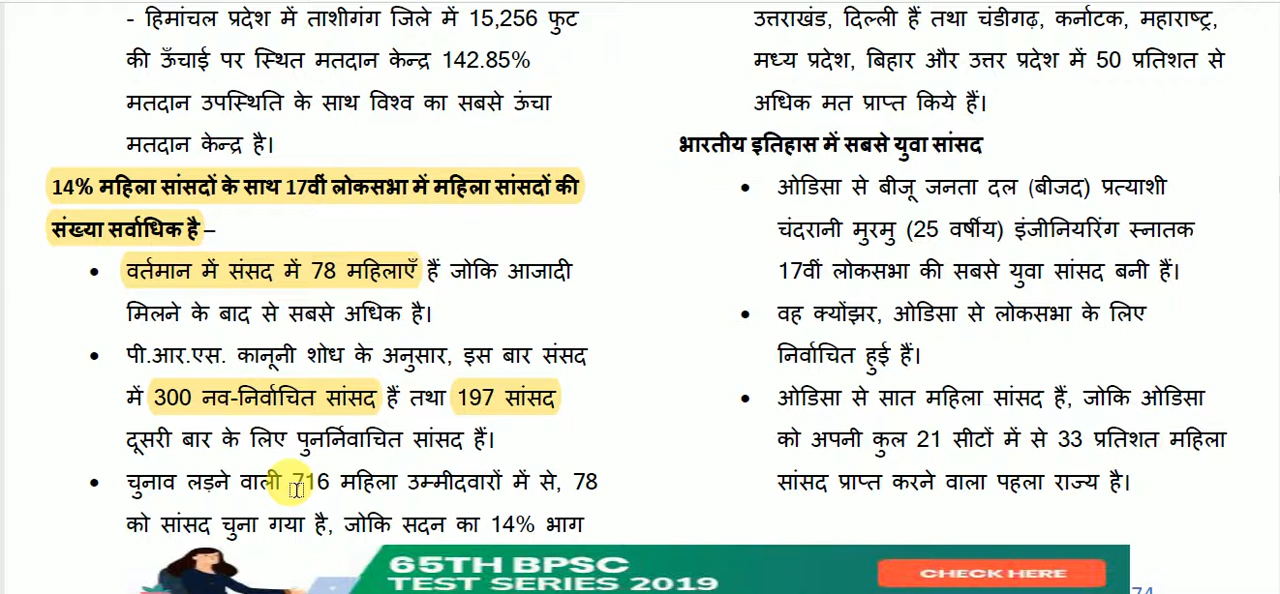 - हिमांचल प्रदेश में ताशीगंग जिले में 15,256 फुट
की ऊँचाई पर स्थित मतदान केन्द्र 142.85%
मतदान उपस्थिति के साथ विश्व का सबसे ऊंचा
मतदान केन्द्र है।
14% महिला सांसदों के साथ 17वीं लोकसभा में महिला सांसदों की
संख्या सर्वाधिक है –
• वर्तमान में संसद में 78 महिलाएँ हैं जोकि आजादी
मिलने के बाद से सबसे अधिक है।
• पी.आर.एस. कानूनी शोध के अनुसार, इस बार संसद
में 300 नव-निर्वाचित सांसद हैं तथा 197 सांसद
दूसरी बार के लिए पुनर्निवाचित सांसद हैं।
• चुनाव लड़ने वाली 716 महिला उम्मीदवारों में से, 78
को सांसद चुना गया है, जोकि सदन का 14% भाग
उत्तराखंड, दिल्ली हैं तथा चंडीगढ़, कर्नाटक, महाराष्ट्र,
मध्य प्रदेश, बिहार और उत्तर प्रदेश में 50 प्रतिशत से
अधिक मत प्राप्त किये हैं।
भारतीय इतिहास में सबसे युवा सांसद
• ओडिसा से बीजू जनता दल (बीजद) प्रत्याशी
चंदरानी मुरमु (25 वर्षीय) इंजीनियरिंग स्नातक
17वीं लोकसभा की सबसे युवा सांसद बनी हैं।
• वह क्योंझर, ओडिसा से लोकसभा के लिए
निर्वाचित हुई हैं।
• ओडिसा से सात महिला सांसद हैं, जोकि ओडिसा
को अपनी कुल 21 सीटों में से 33 प्रतिशत महिला
सांसद प्राप्त करने वाला पहला राज्य है।
65TH BPSC
TEST SERIES 2019
CHECK HERE
74